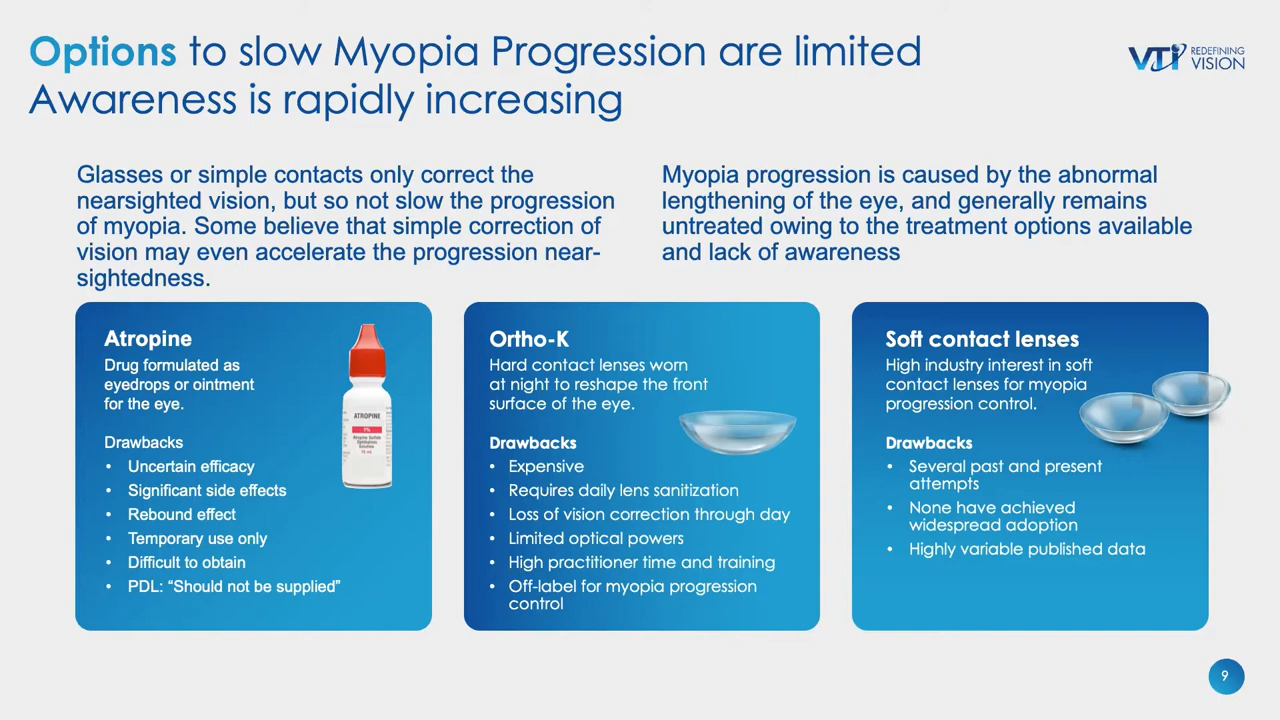 Options to slow Myopia Progression are limited
Awareness is rapidly increasing
VTi REDEFINING VISION
Glasses or simple contacts only correct the
nearsighted vision, but so not slow the progression
of myopia. Some believe that simple correction of
vision may even accelerate the progression near-
sightedness.
Myopia progression is caused by the abnormal
lengthening of the eye, and generally remains
untreated owing to the treatment options available
and lack of awareness
Atropine
Drug formulated as
eyedrops or ointment
for the eye.
Drawbacks
• Uncertain efficacy
• Significant side effects
• Rebound effect
• Temporary use only
• Difficult to obtain
• PDL: “Should not be supplied”
ATROPINE
1%
Atropine Sulfate
Ophthalmic
Solution
15 ml
Ortho-K
Hard contact lenses worn
at night to reshape the front
surface of the eye.
Drawbacks
• Expensive
• Requires daily lens sanitization
• Loss of vision correction through day
• Limited optical powers
• High practitioner time and training
• Off-label for myopia progression
control
Soft contact lenses
High industry interest in soft
contact lenses for myopia
progression control.
Drawbacks
• Several past and present
attempts
• None have achieved
widespread adoption
• Highly variable published data
9